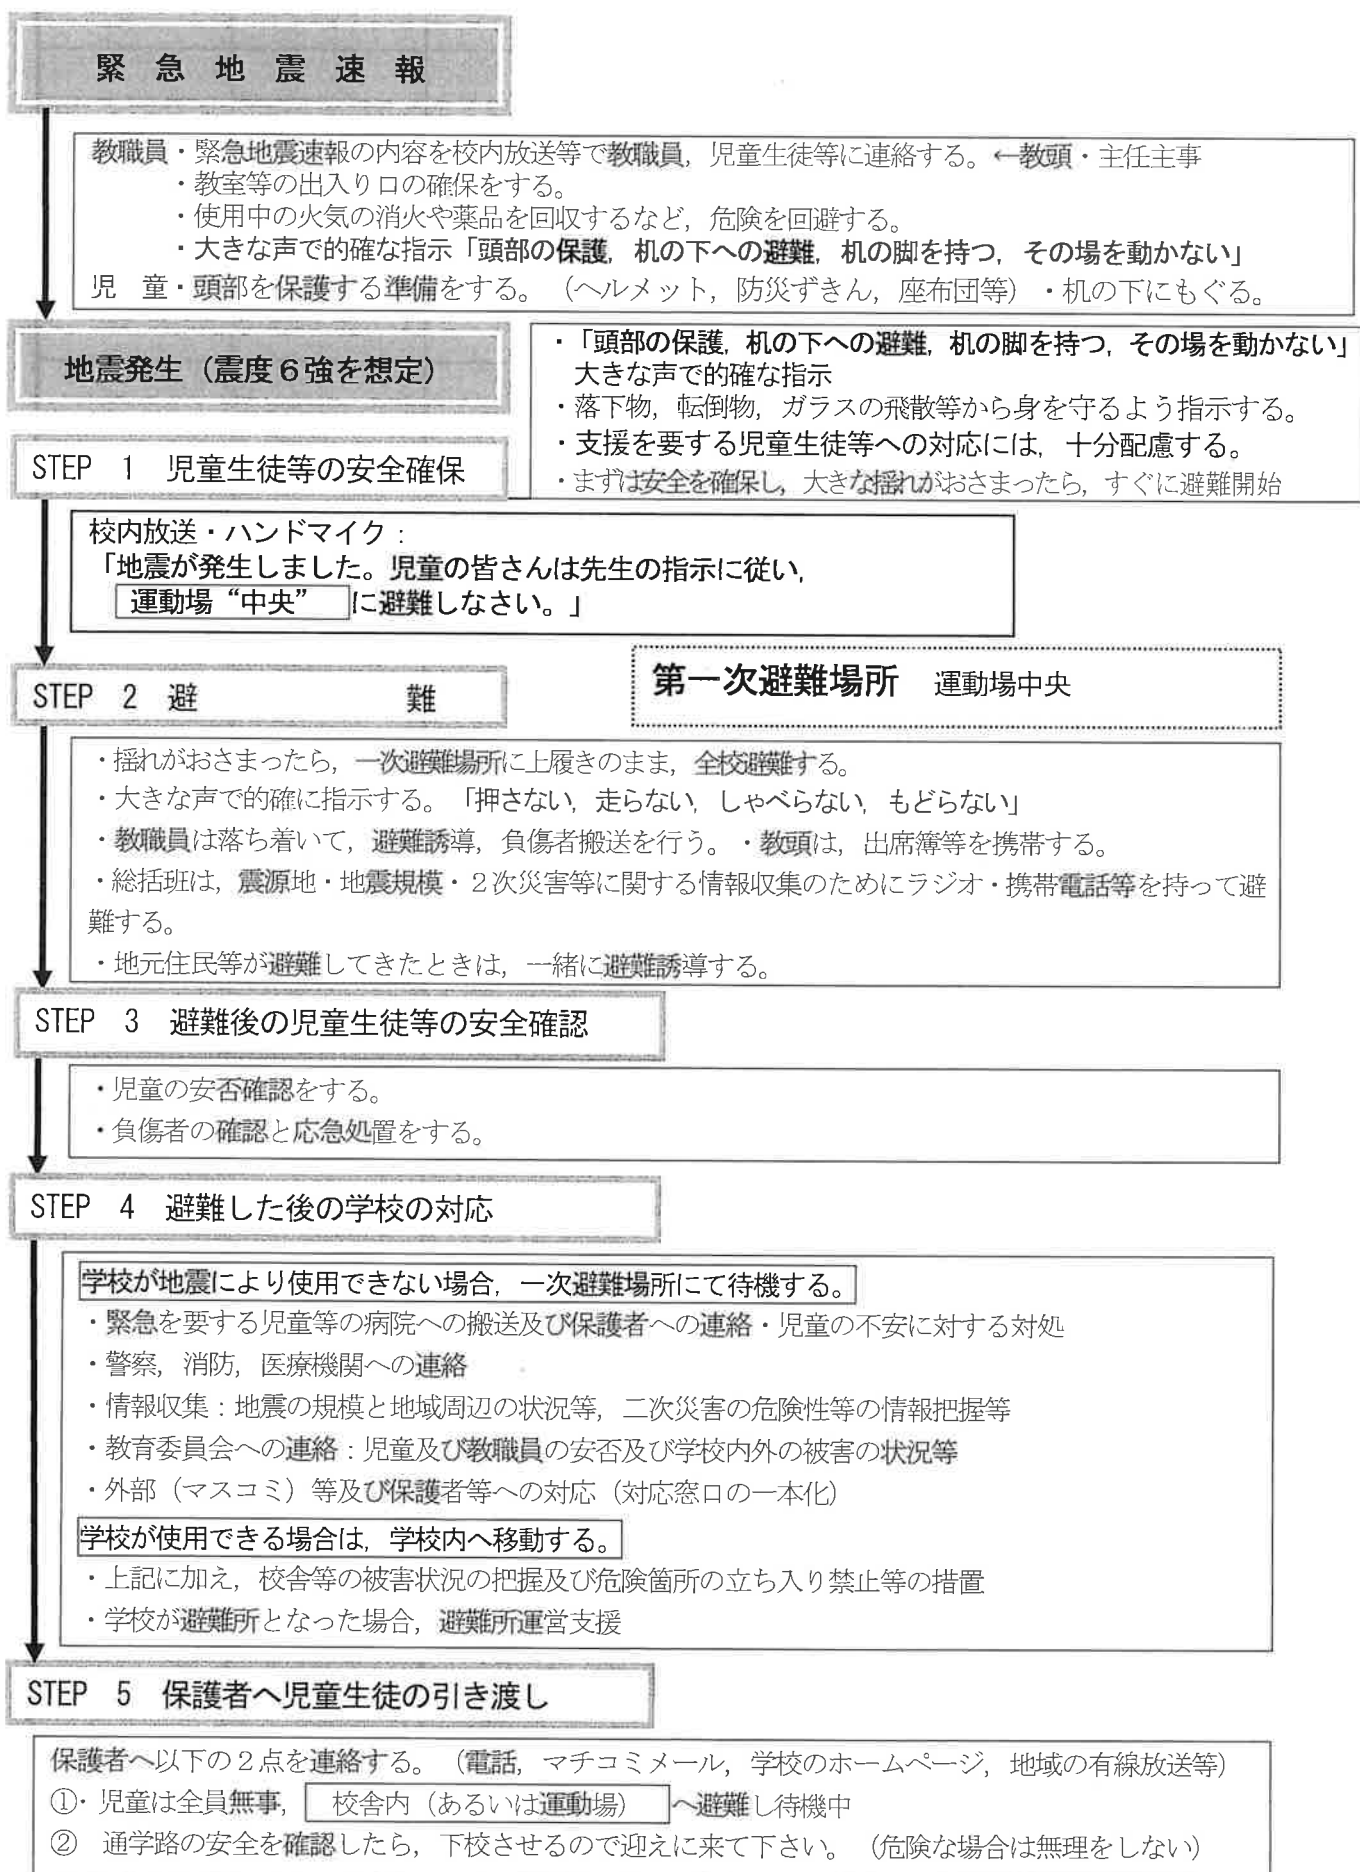 緊急地震速報
教職員・緊急地震速報の内容を校内放送等で教職員，児童生徒等に連絡する。←教頭・主任主事
・教室等の出入り口の確保をする。
・使用中の火気の消火や薬品を回収するなど，危険を回避する。
・大きな声で的確な指示「頭部の保護，机の下への避難，机の脚を持つ，その場を動かない」
児　童・頭部を保護する準備をする。（ヘルメット，防災ずきん，座布団等）・机の下にもぐる。
地震発生（震度６強を想定）
・「頭部の保護，机の下への避難，机の脚を持つ，その場を動かない」
大きな声で的確な指示
・落下物，転倒物，ガラスの飛散等から身を守るよう指示する。
・支援を要する児童生徒等への対応には，十分配慮する。
・まずは安全を確保し，大きな揺れがおさまったら，すぐに避難開始
STEP　1　児童生徒等の安全確保
校内放送・ハンドマイク：
「地震が発生しました。児童の皆さんは先生の指示に従い，
運動場“中央”　に避難しなさい。」
STEP　2　避　　難
第一次避難場所　運動場中央
・揺れがおさまったら，一次避難場所に上履きのまま，全校避難する。
・大きな声で的確に指示する。「押さない，走らない，しゃべらない，もどらない」
・教職員は落ち着いて，避難誘導，負傷者搬送を行う。・教頭は，出席簿等を携帯する。
・総括班は，震源地・地震規模・２次災害等に関する情報収集のためにラジオ・携帯電話等を持って避
難する。
・地元住民等が避難してきたときは，一緒に避難誘導する。
STEP　3　避難後の児童生徒等の安全確認
・児童の安否確認をする。
・負傷者の確認と応急処置をする。
STEP　4　避難した後の学校の対応
学校が地震により使用できない場合，一次避難場所にて待機する。
・緊急を要する児童等の病院への搬送及び保護者への連絡・児童の不安に対する対処
・警察，消防，医療機関への連絡
・情報収集：地震の規模と地域周辺の状況等，二次災害の危険性等の情報把握等
・教育委員会への連絡：児童及び教職員の安否及び学校内外の被害の状況等
・外部（マスコミ）等及び保護者等への対応（対応窓口の一本化）
学校が使用できる場合は，学校内へ移動する。
・上記に加え，校舎等の被害状況の把握及び危険箇所の立ち入り禁止等の措置
・学校が避難所となった場合，避難所運営支援
STEP　5　保護者へ児童生徒の引き渡し
保護者へ以下の２点を連絡する。（電話，マチコミメール，学校のホームページ，地域の有線放送等）
①・児童は全員無事，　校舎内（あるいは運動場）　へ避難し待機中
②　通学路の安全を確認したら，下校させるので迎えに来て下さい。（危険な場合は無理をしない）